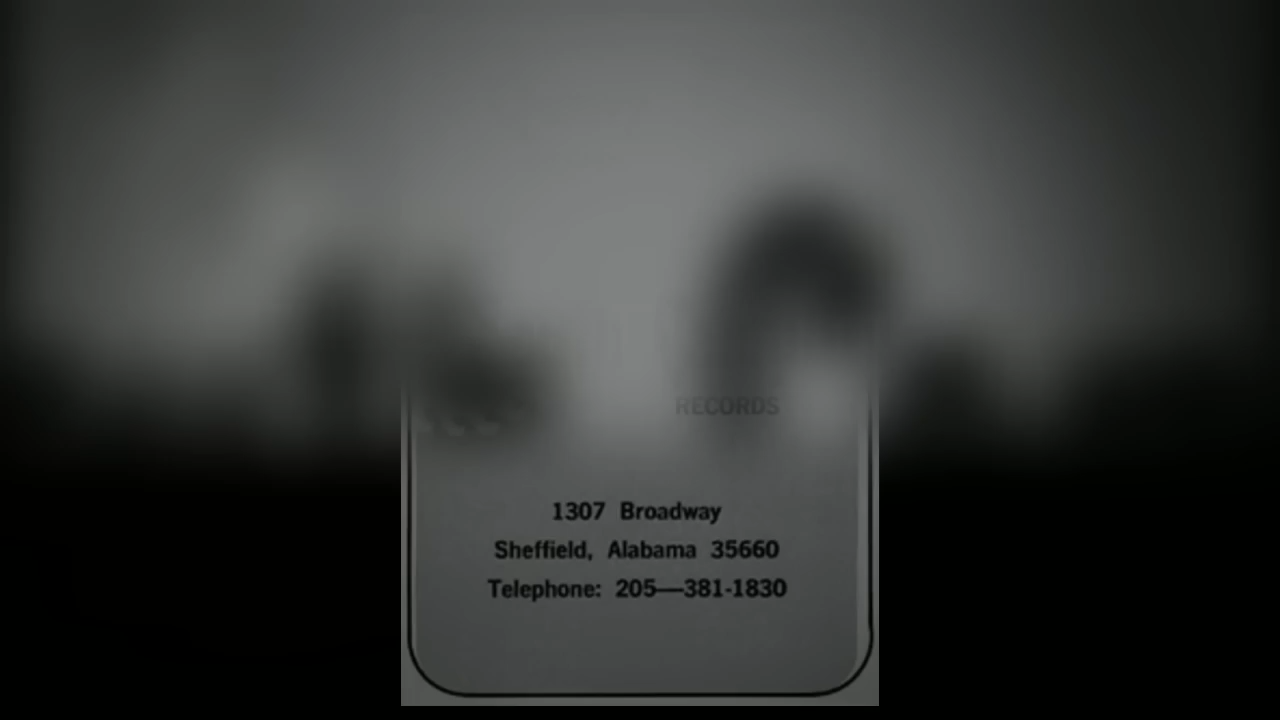 RECORDS
1307 Broadway
Sheffield, Alabama 35660
Telephone: 205—381-1830